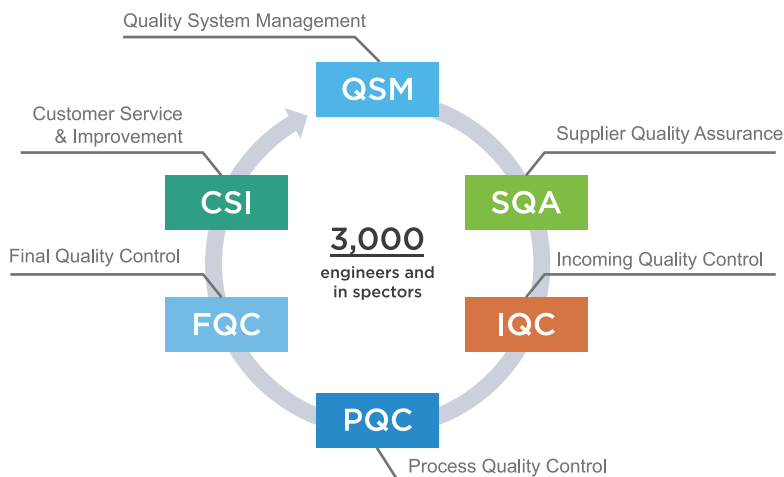 Quality System Management
QSM
Customer Service
& Improvement
Supplier Quality Assurance
CSI
SQA
3,000
engineers and
in spectors
Final Quality Control
Incoming Quality Control
FQC
IQC
PQC
Process Quality Control